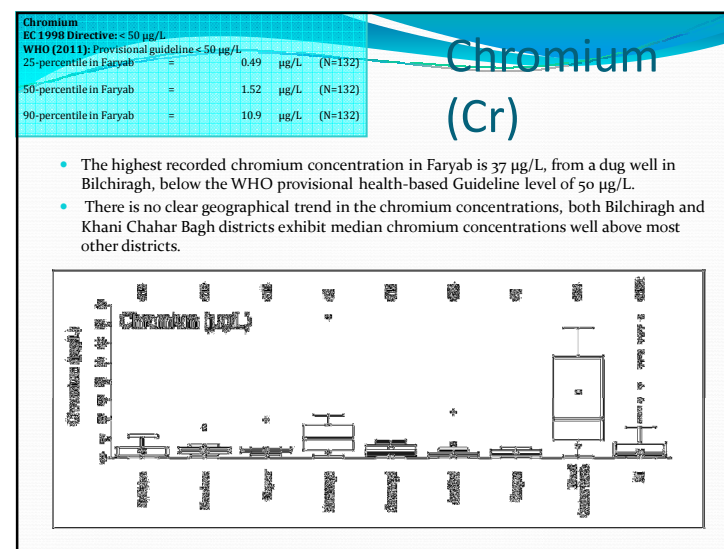 Chromium
EC 1998 Directive: < 50 µg/L
WHO (2011): Provisional guideline < 50 µg/L
25-percentile in Faryab = 0.49 µg/L (N=132)
50-percentile in Faryab = 1.52 µg/L (N=132)
90-percentile in Faryab = 10.9 µg/L (N=132)
Chromium
(Cr)
• The highest recorded chromium concentration in Faryab is 37 µg/L, from a dug well in
Bilchiragh, below the WHO provisional health-based Guideline level of 50 µg/L.
• There is no clear geographical trend in the chromium concentrations, both Bilchiragh and
Khani Chahar Bagh districts exhibit median chromium concentrations well above most
other districts.
Chromium (µg/L)
Chromium (µg/L)
All